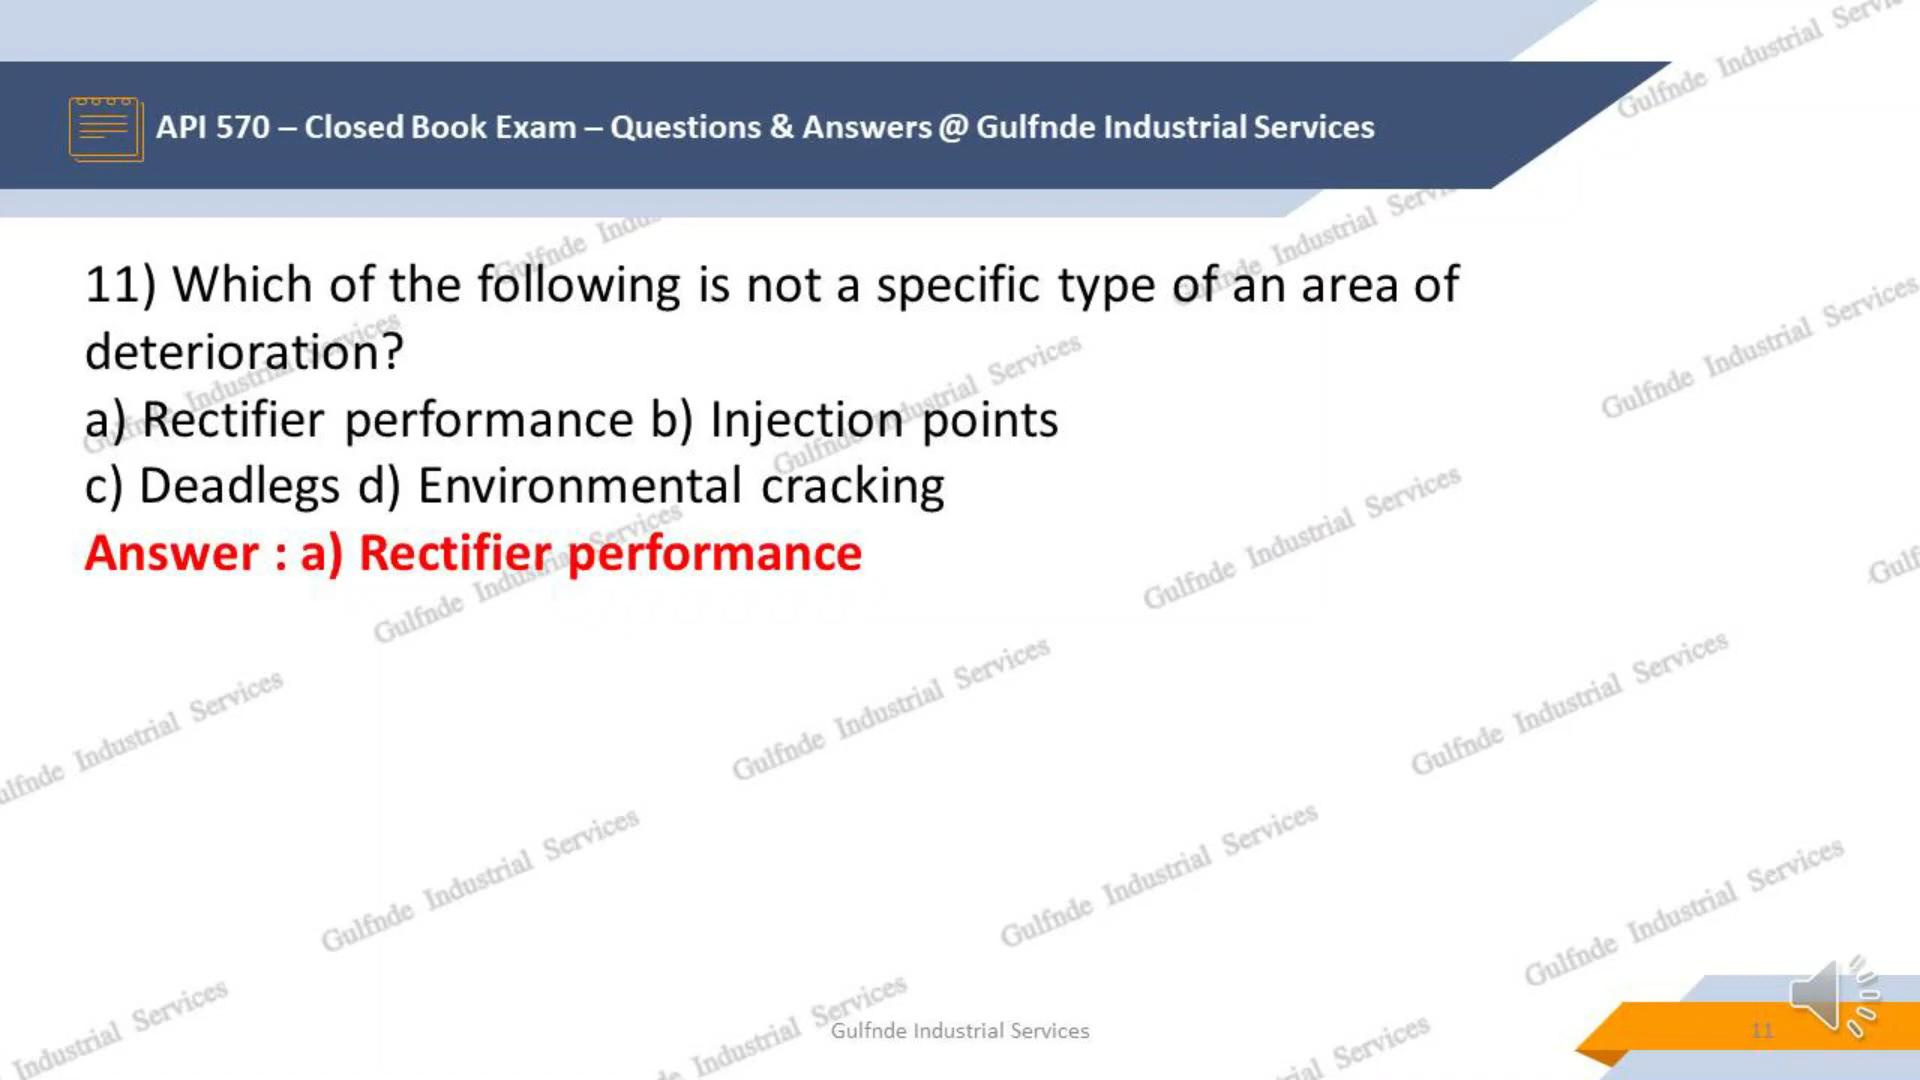 API 570 – Closed Book Exam – Questions & Answers @ Gulfnde Industrial Services
11) Which of the following is not a specific type of an area of
deterioration?
a) Rectifier performance b) Injection points
c) Deadlegs d) Environmental cracking
Answer : a) Rectifier performance
Gulfnde Industrial Services
11